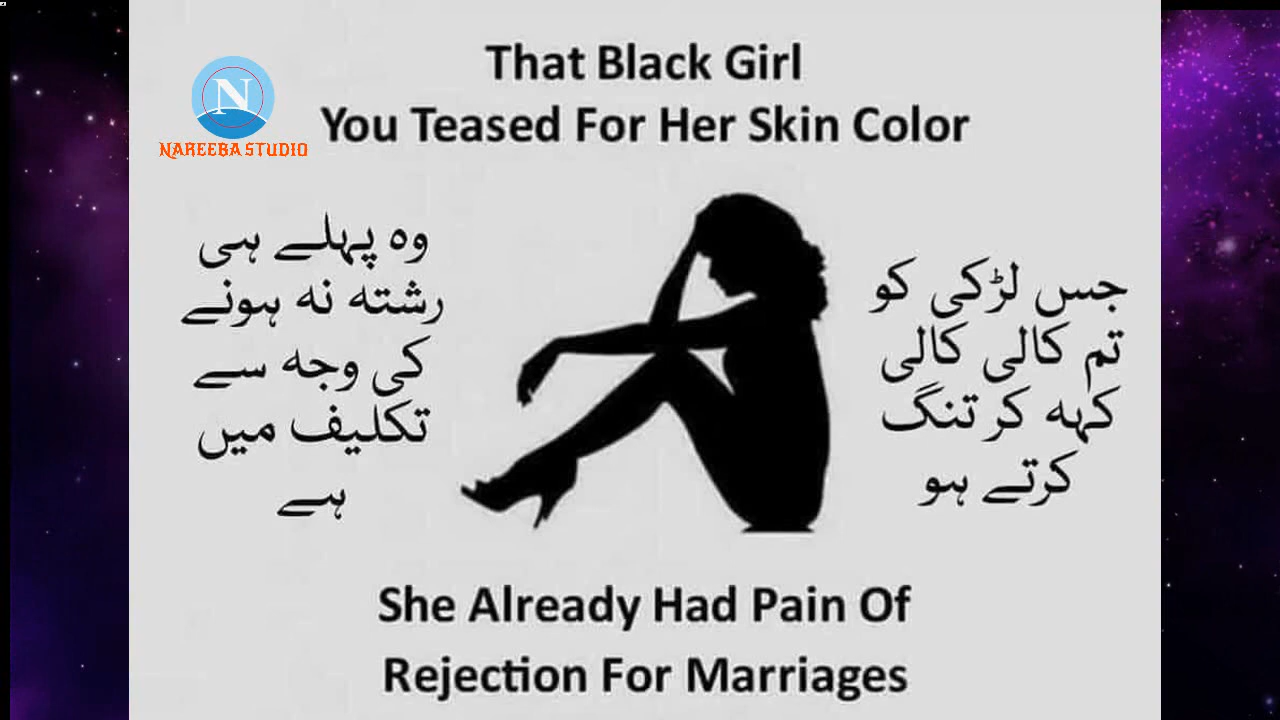 That Black Girl
You Teased For Her Skin Color
N
NAREEBA STUDIO
جس لڑکی کو
تم کالی کالی
کہہ کر تنگ
کرتے ہو
وہ پہلے ہی
رشتہ نہ ہونے
کی وجہ سے
تکلیف میں
ہے
She Already Had Pain Of
Rejection For Marriages